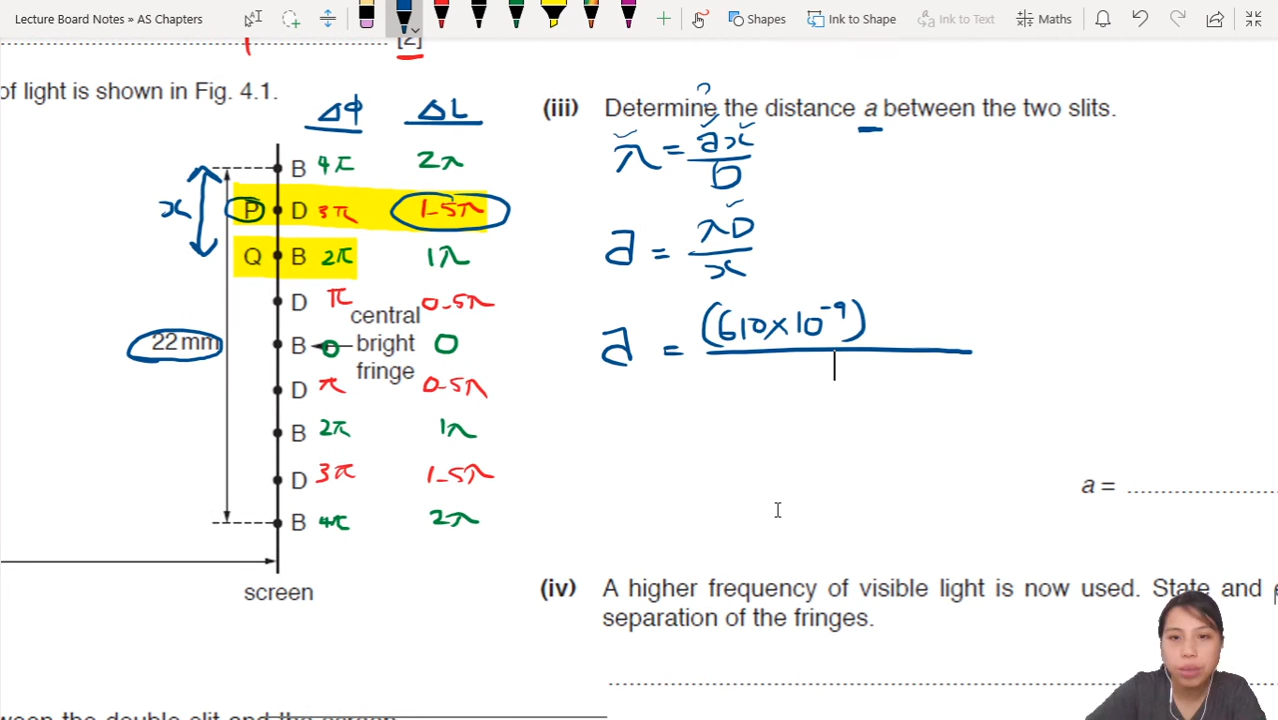 Lecture Board Notes » AS Chapters
Shapes
Ink to Shape
Ink to Text
Maths
[2]
of light is shown in Fig. 4.1.
Δϕ ΔL
B 4π 2λ
P D 3π 1.5λ
x
Q B 2π 1λ
D π 0.5λ
22 mm
B 0 0
central
bright
fringe
D π 0.5λ
B 2π 1λ
D 3π 1.5λ
B 4π 2λ
screen
(iii) Determine the distance a between the two slits.
?
λ = ax/D
a = λD/x
a = (610×10⁻⁹)
a = ........................
(iv) A higher frequency of visible light is now used. State and
separation of the fringes.